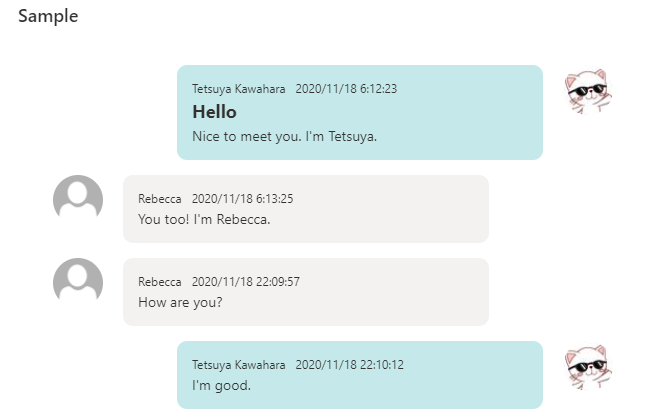 Sample
Tetsuya Kawahara 2020/11/18 6:12:23
Hello
Nice to meet you. I'm Tetsuya.
Rebecca 2020/11/18 6:13:25
You too! I'm Rebecca.
Rebecca 2020/11/18 22:09:57
How are you?
Tetsuya Kawahara 2020/11/18 22:10:12
I'm good.